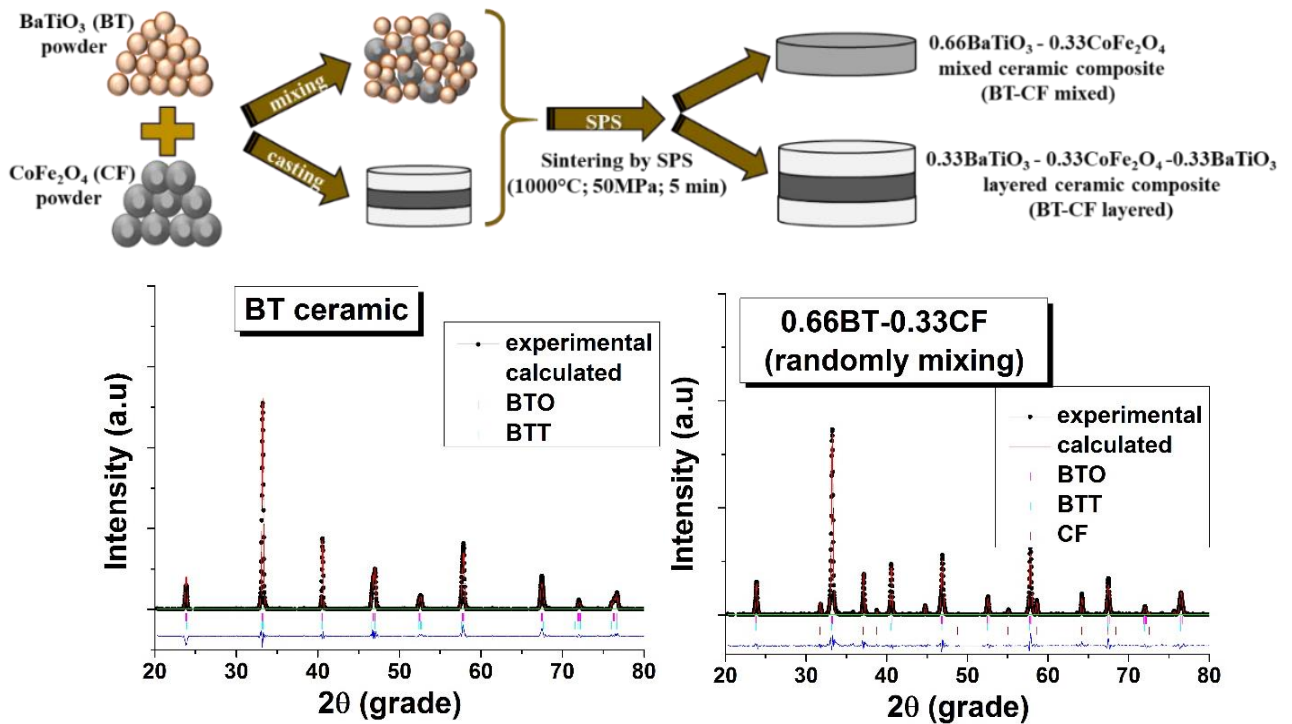 BaTiO₃ (BT)
powder
CoFe₂O₄ (CF)
powder
mixing
casting
SPS
Sintering by SPS
(1000°C; 50MPa; 5 min)
0.66BaTiO₃ - 0.33CoFe₂O₄
mixed ceramic composite
(BT-CF mixed)
0.33BaTiO₃ - 0.33CoFe₂O₄ -0.33BaTiO₃
layered ceramic composite
(BT-CF layered)
BT ceramic
experimental
calculated
BTO
BTT
Intensity (a.u)
20 30 40 50 60 70 80
2θ (grade)
0.66BT-0.33CF
(randomly mixing)
experimental
calculated
BTO
BTT
CF
Intensity (a.u)
20 30 40 50 60 70 80
2θ (grade)